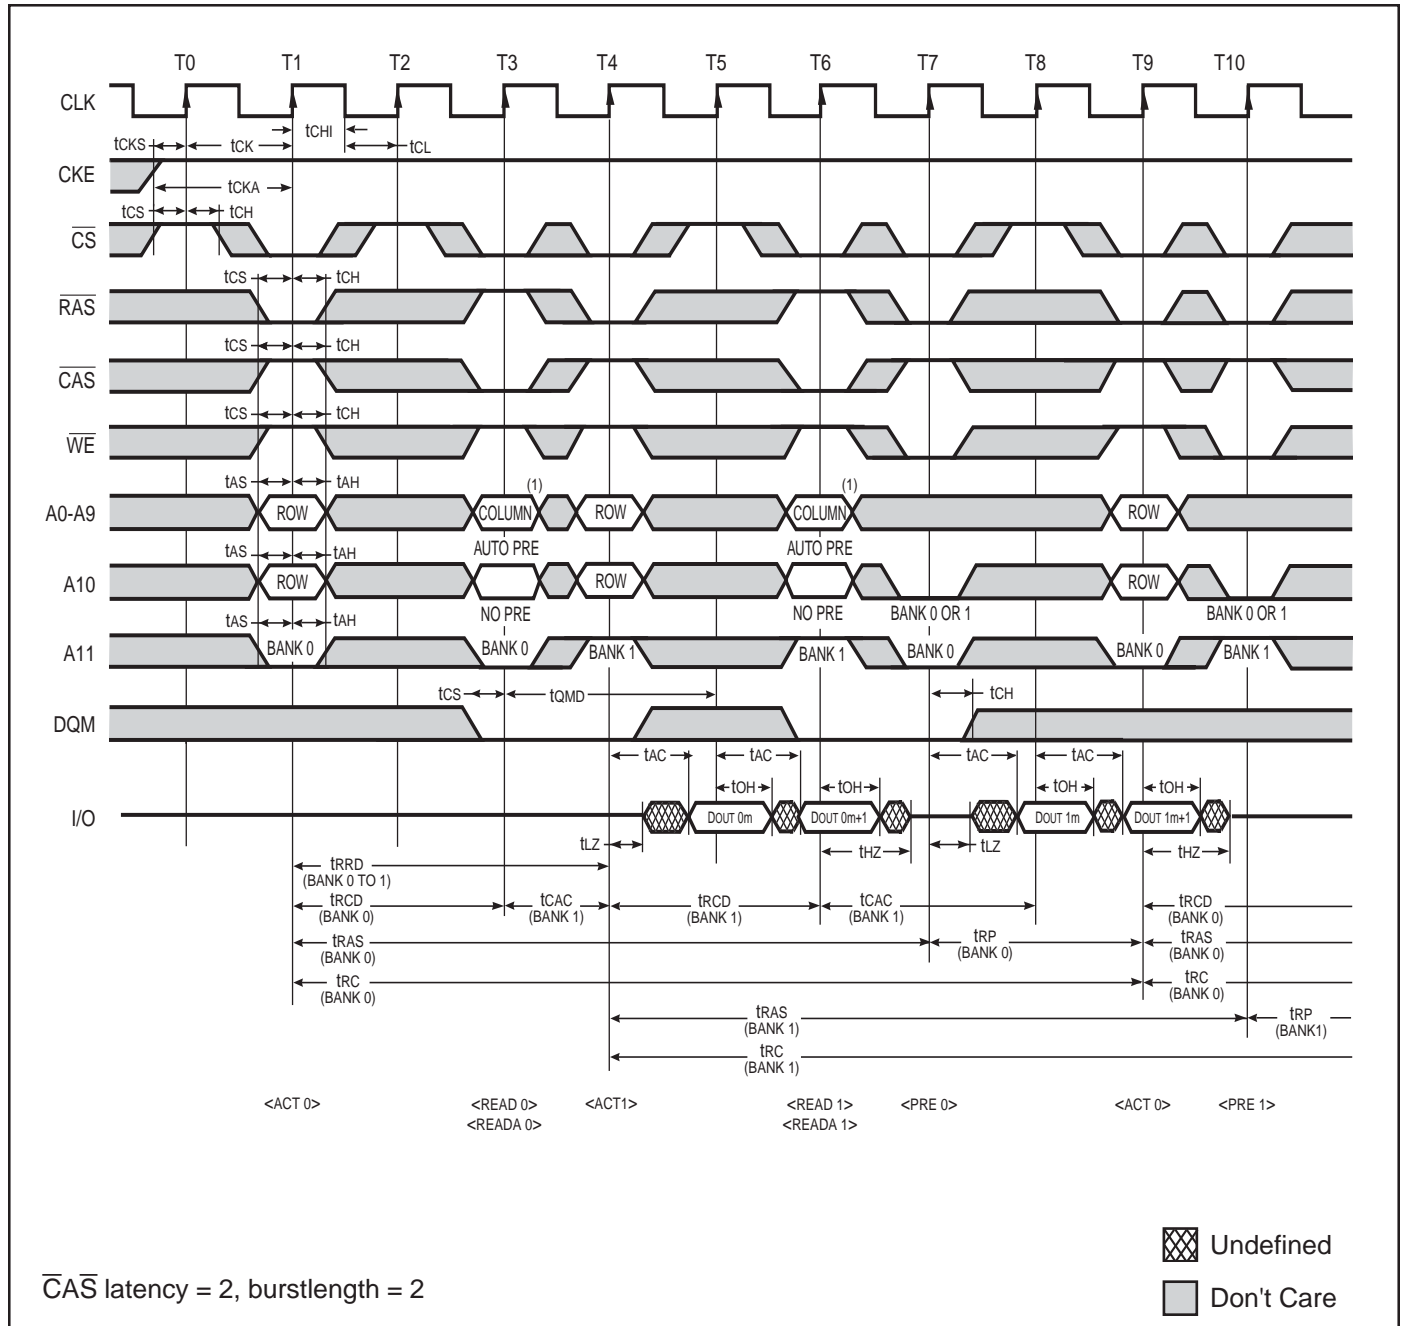 T0 T1 T2 T3 T4 T5 T6 T7 T8 T9 T10
CLK
tCHI
tCKS tCK tCL
CKE
tCKA
tCS tCH
CS
tCS tCH
RAS
tCS tCH
CAS
tCS tCH
WE
tAS tAH (1) (1)
A0-A9 ROW COLUMN ROW COLUMN ROW
tAS tAH AUTO PRE AUTO PRE
A10 ROW ROW ROW
tAS tAH NO PRE NO PRE BANK 0 OR 1 BANK 0 OR 1
A11 BANK 0 BANK 0 BANK 1 BANK 1 BANK 0 BANK 0 BANK 1
tCS tQMD tCH
DQM
tAC tAC tAC tAC
tOH tOH tOH tOH
I/O DOUT 0m DOUT 0m+1 DOUT 1m DOUT 1m+1
tLZ tHZ tLZ tHZ
tRRD
(BANK 0 TO 1)
tRCD tCAC tRCD tCAC tRCD
(BANK 0) (BANK 1) (BANK 1) (BANK 1) (BANK 0)
tRAS tRP tRAS
(BANK 0) (BANK 0) (BANK 0)
tRC tRC
(BANK 0) (BANK 0)
tRAS tRP
(BANK 1) (BANK1)
tRC
(BANK 1)
<ACT 0> <READ 0> <ACT1> <READ 1> <PRE 0> <ACT 0> <PRE 1>
<READA 0> <READA 1>
Undefined
CAS latency = 2, burstlength = 2
Don't Care